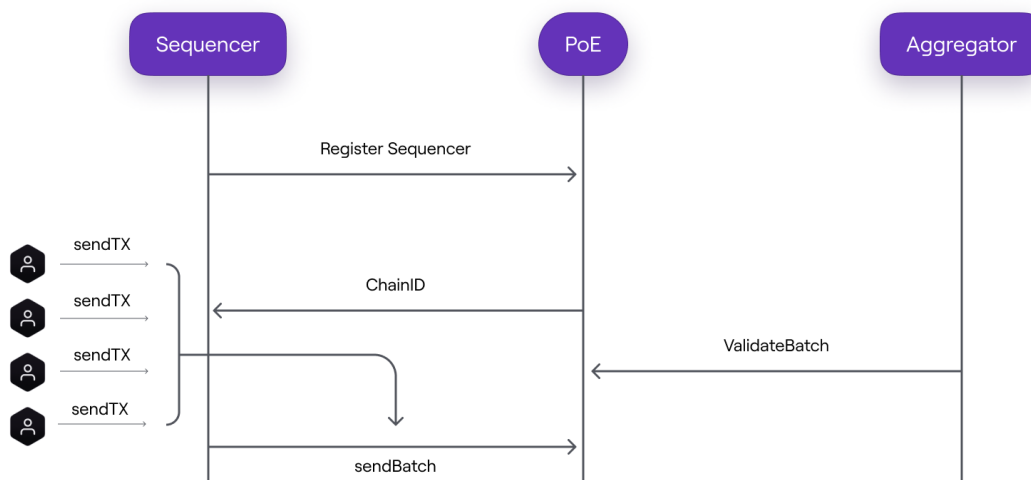 Sequencer
PoE
Aggregator
Register Sequencer
sendTX
ChainID
sendTX
ValidateBatch
sendTX
sendTX
sendBatch